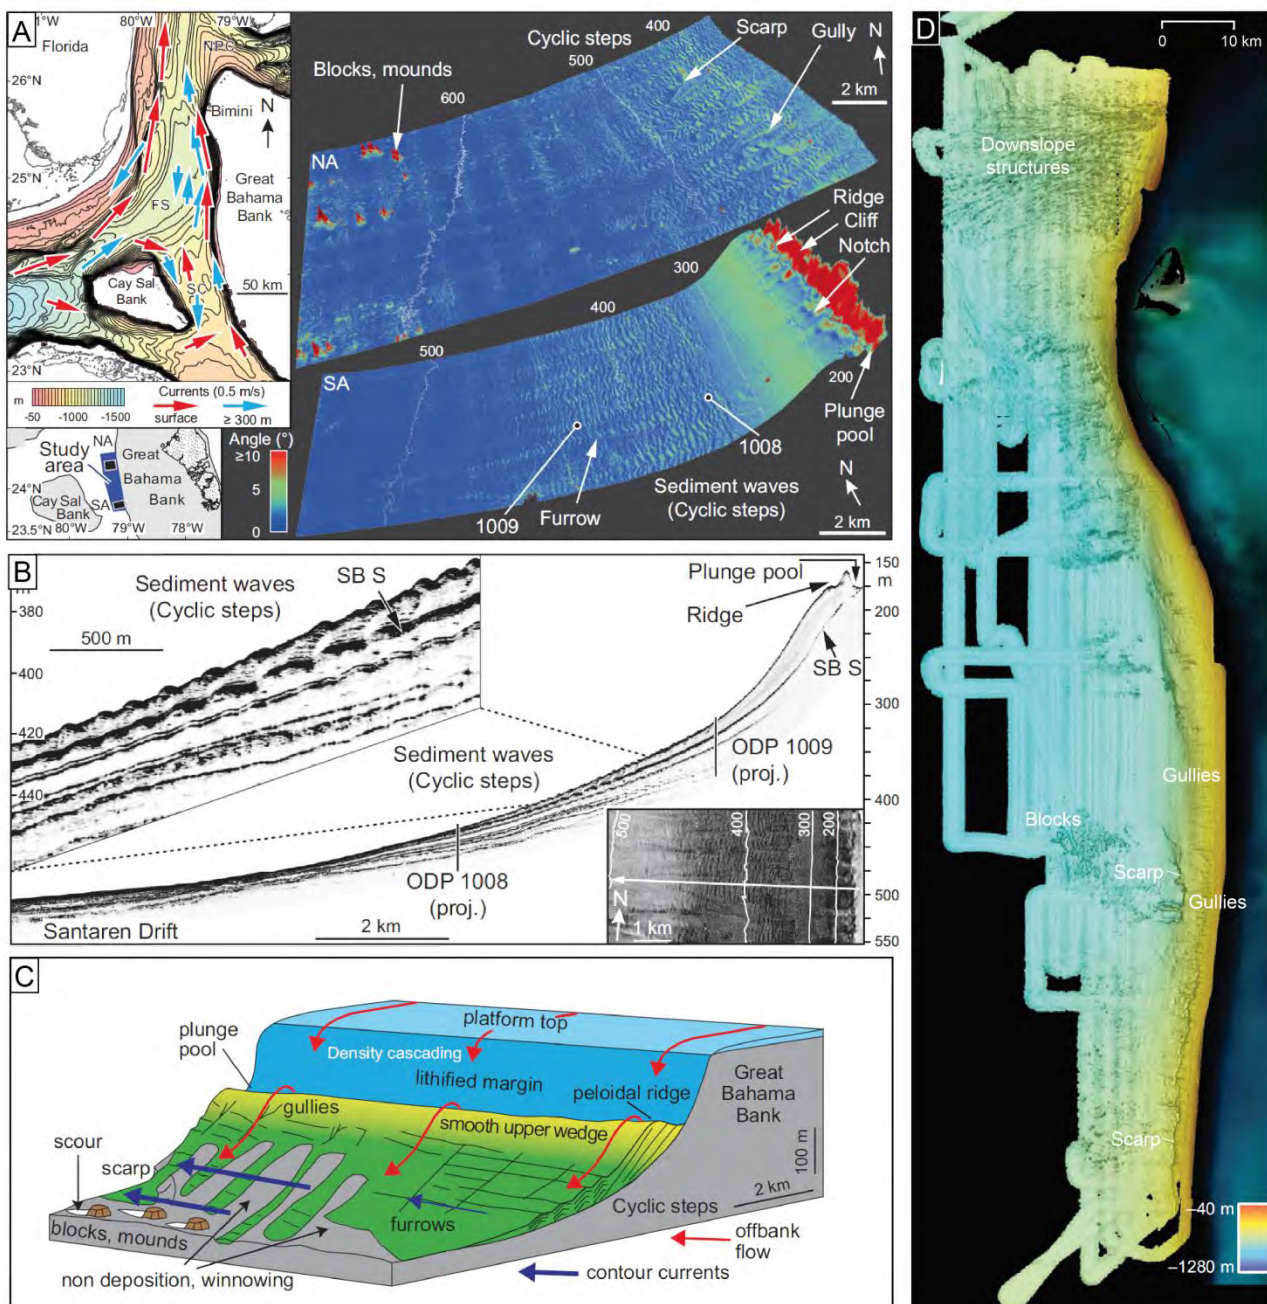 A
81°W
80°W
79°W
Florida
NPC
26°N
Bimini
N
25°N
Great
Bahama
Bank
FS
Cay Sal
Bank
SC
50 km
23°N
m
-50
-1000
-1500
Currents (0.5 m/s)
surface
≥ 300 m
Study
area
NA
Great
Bahama
Bank
24°N
Cay Sal
Bank
SA
23.5°N
80°W
79°W
78°W
Angle (°)
≥10
5
0
Blocks, mounds
Cyclic steps
400
500
600
Scarp
Gully
N
2 km
NA
Ridge
Cliff
Notch
300
400
500
SA
200
Plunge
pool
1008
1009
Furrow
Sediment waves
(Cyclic steps)
N
2 km
B
m
380
400
420
440
Sediment waves
(Cyclic steps)
SB S
500 m
Plunge pool
Ridge
150
m
200
SB S
300
ODP 1009
(proj.)
Sediment waves
(Cyclic steps)
400
ODP 1008
(proj.)
500
400
300
200
N
1 km
500
550
Santaren Drift
2 km
C
platform top
plunge
pool
Density cascading
lithified margin
Great
Bahama
Bank
peloidal ridge
gullies
smooth upper wedge
scour
scarp
100 m
2 km
Cyclic steps
furrows
blocks, mounds
offbank
flow
non deposition, winnowing
contour currents
D
0
10 km
Downslope
structures
Gullies
Blocks
Scarp
Gullies
Scarp
-40 m
–1280 m